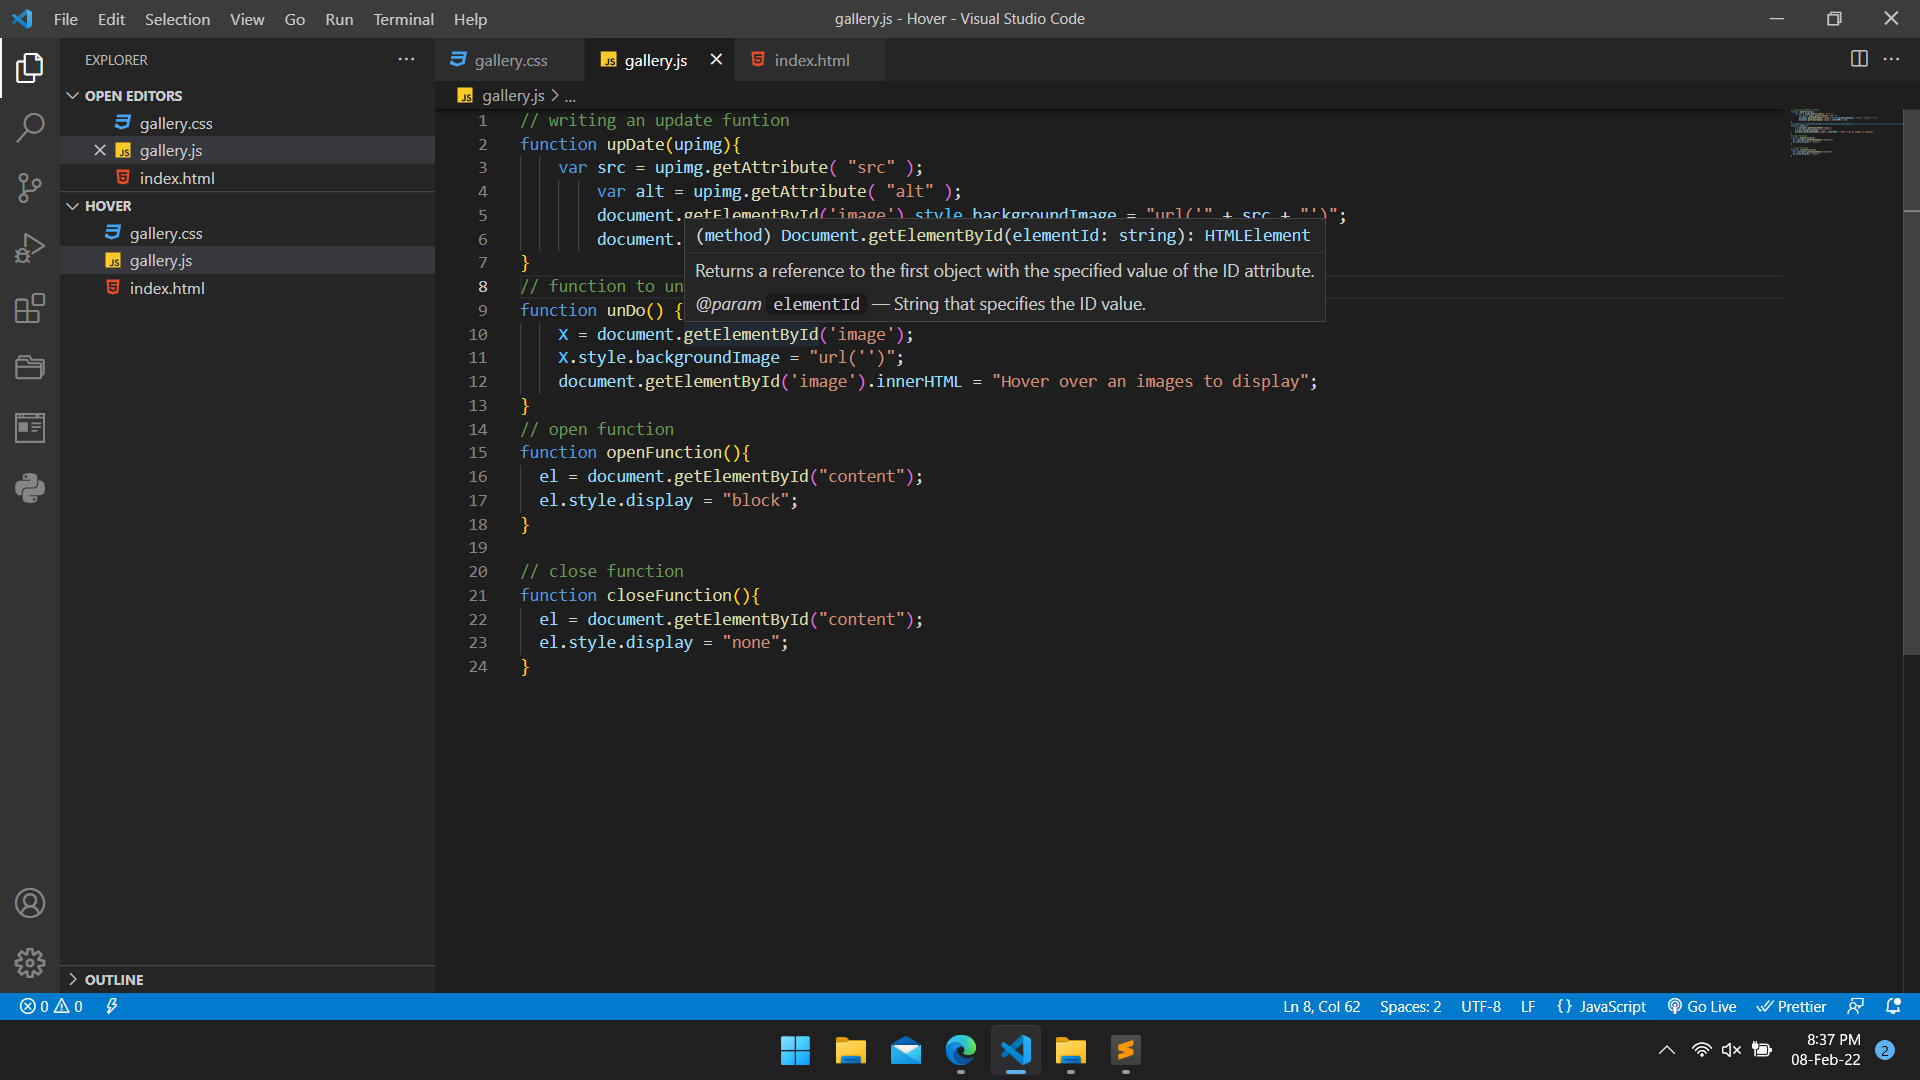 File Edit Selection View Go Run Terminal Help
gallery.js - Hover - Visual Studio Code
EXPLORER
OPEN EDITORS
gallery.css
gallery.js
index.html
HOVER
gallery.css
gallery.js
index.html
OUTLINE
gallery.css gallery.js index.html
gallery.js > ...
1 // writing an update funtion
2 function upDate(upimg){
3 var src = upimg.getAttribute( "src" );
4 var alt = upimg.getAttribute( "alt" );
5 document.getElementById('image').style.backgroundImage = "url('" + src + "')";
6 document.
(method) Document.getElementById(elementId: string): HTMLElement
Returns a reference to the first object with the specified value of the ID attribute.
@param elementId — String that specifies the ID value.
7 }
8 // function to un
9 function unDo() {
10 X = document.getElementById('image');
11 X.style.backgroundImage = "url('')";
12 document.getElementById('image').innerHTML = "Hover over an images to display";
13 }
14 // open function
15 function openFunction(){
16 el = document.getElementById("content");
17 el.style.display = "block";
18 }
19
20 // close function
21 function closeFunction(){
22 el = document.getElementById("content");
23 el.style.display = "none";
24 }
0 0
Ln 8, Col 62 Spaces: 2 UTF-8 LF {} JavaScript Go Live Prettier
8:37 PM
08-Feb-22
2